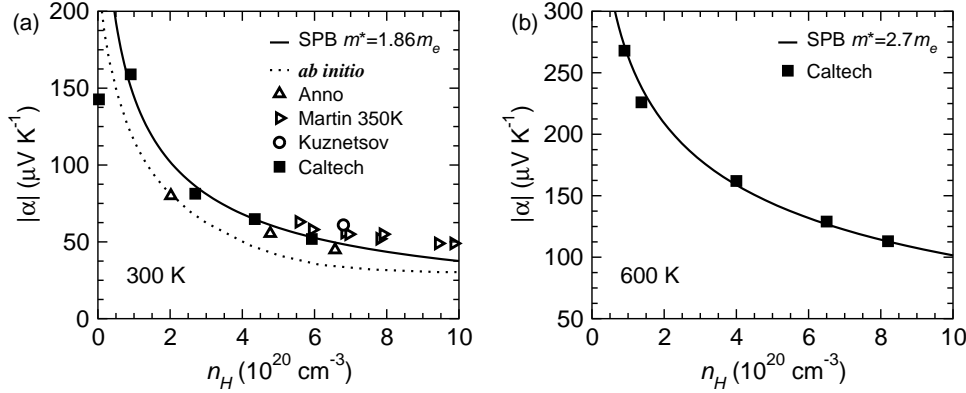 (a)
200
150
100
50
0
|α| (µV K⁻¹)
SPB m*=1.86mₑ
ab initio
Anno
Martin 350K
Kuznetsov
Caltech
300 K
0 2 4 6 8 10
n_H (10²⁰ cm⁻³)
(b)
300
250
200
150
100
50
|α| (µV K⁻¹)
SPB m*=2.7mₑ
Caltech
600 K
0 2 4 6 8 10
n_H (10²⁰ cm⁻³)